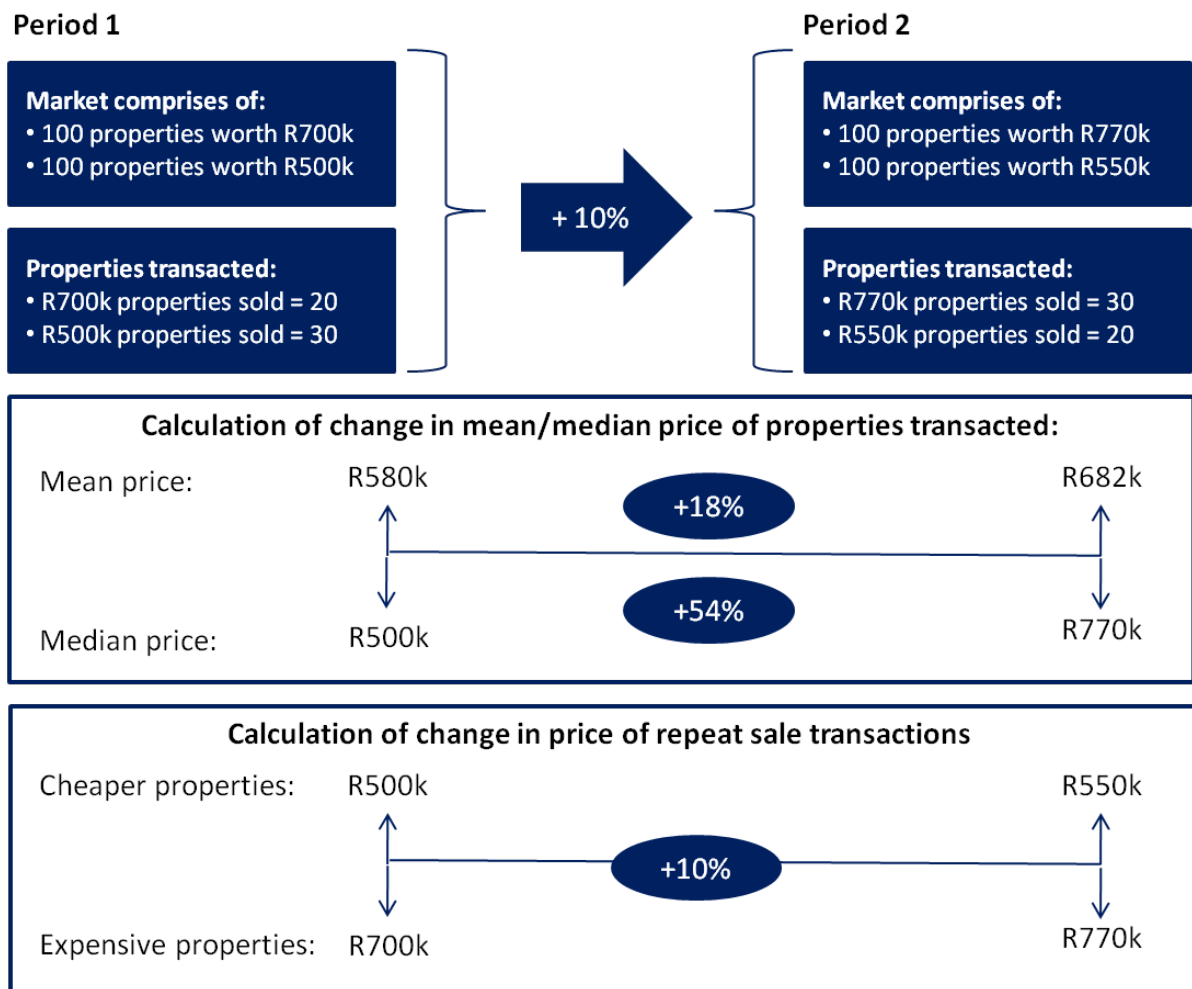 Period 1
Period 2
Market comprises of:
• 100 properties worth R700k
• 100 properties worth R500k
Properties transacted:
• R700k properties sold = 20
• R500k properties sold = 30
+ 10%
Market comprises of:
• 100 properties worth R770k
• 100 properties worth R550k
Properties transacted:
• R770k properties sold = 30
• R550k properties sold = 20
Calculation of change in mean/median price of properties transacted:
Mean price:
R580k
+18%
R682k
+54%
Median price:
R500k
R770k
Calculation of change in price of repeat sale transactions
Cheaper properties:
R500k
R550k
+10%
Expensive properties:
R700k
R770k